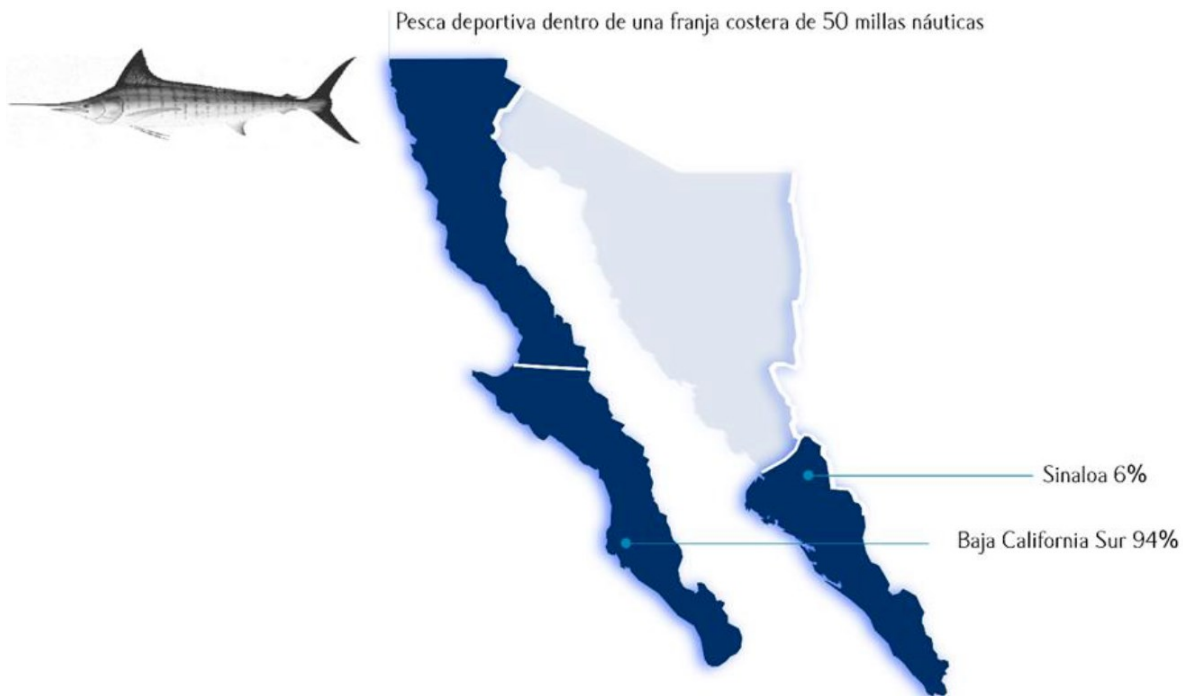 Pesca deportiva dentro de una franja costera de 50 millas náuticas
Sinaloa 6%
Baja California Sur 94%